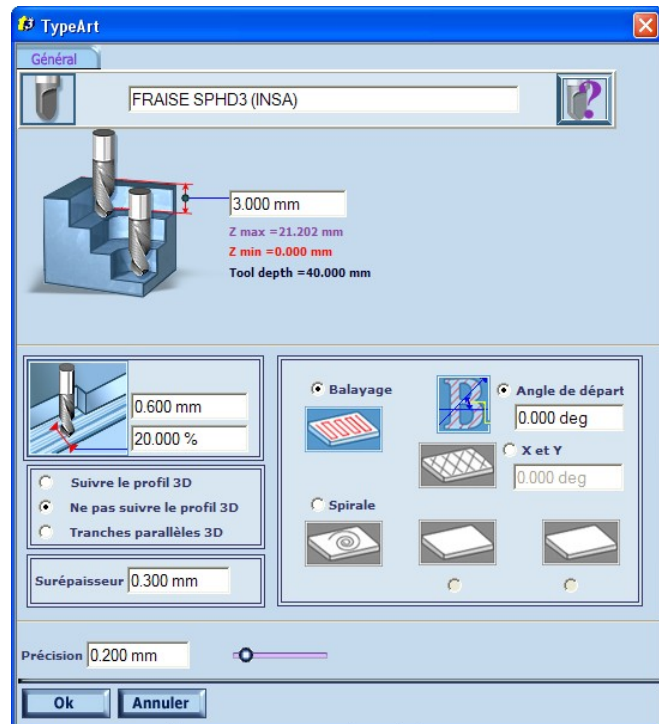 TypeArt
Général
FRAISE SPHD3 (INSA)
?
3.000 mm
Z max =21.202 mm
Z min =0.000 mm
Tool depth =40.000 mm
0.600 mm
20.000 %
Suivre le profil 3D
Ne pas suivre le profil 3D
Tranches parallèles 3D
Surépaisseur 0.300 mm
Balayage
B
Angle de départ
0.000 deg
X et Y
0.000 deg
Spirale
Précision 0.200 mm
Ok
Annuler